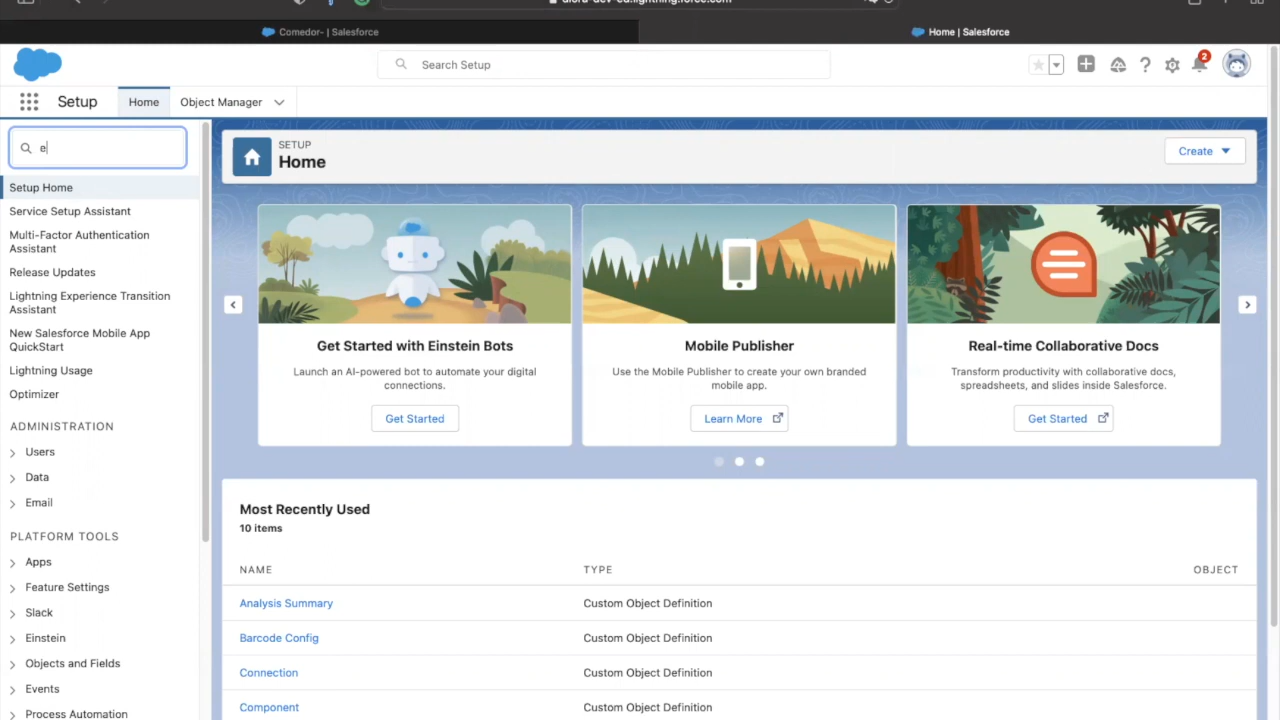 Comedor- | Salesforce
Home | Salesforce
Search Setup
2
Setup
Home
Object Manager
e
Setup Home
Service Setup Assistant
Multi-Factor Authentication
Assistant
Release Updates
Lightning Experience Transition
Assistant
New Salesforce Mobile App
QuickStart
Lightning Usage
Optimizer
ADMINISTRATION
Users
Data
Email
PLATFORM TOOLS
Apps
Feature Settings
Slack
Einstein
Objects and Fields
Events
Process Automation
SETUP
Home
Create
Get Started with Einstein Bots
Launch an AI-powered bot to automate your digital
connections.
Get Started
Mobile Publisher
Use the Mobile Publisher to create your own branded
mobile app.
Learn More
Real-time Collaborative Docs
Transform productivity with collaborative docs,
spreadsheets, and slides inside Salesforce.
Get Started
Most Recently Used
10 items
NAME TYPE OBJECT
Analysis Summary Custom Object Definition
Barcode Config Custom Object Definition
Connection Custom Object Definition
Component Custom Object Definition